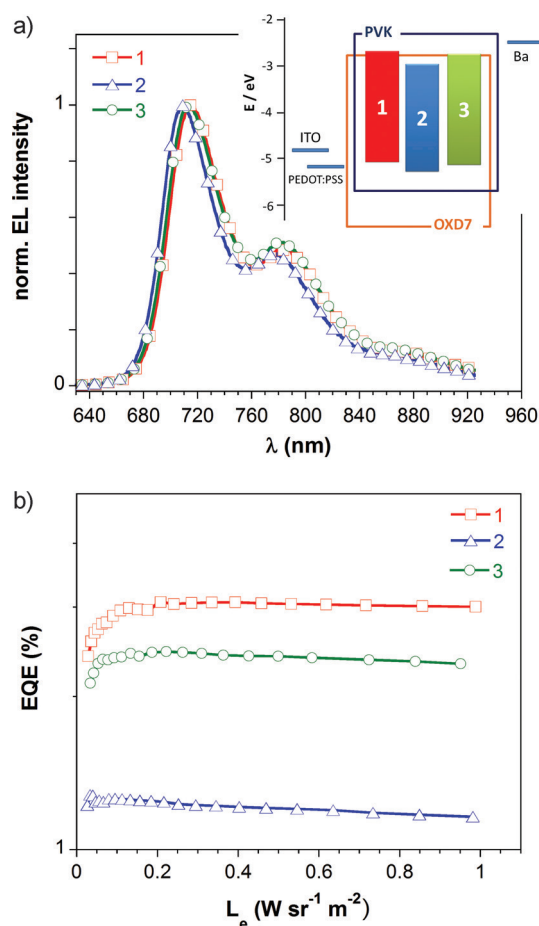 a)
norm. EL intensity
1
0
1
2
3
640 680 720 760 800 840 880 920 960
λ (nm)
E / eV
-2
-3
-4
-5
-6
PVK
Ba
ITO
PEDOT:PSS
1
2
3
OXD7
b)
EQE (%)
1
1
2
3
0 0.2 0.4 0.6 0.8 1
Le (W sr⁻¹ m⁻²)